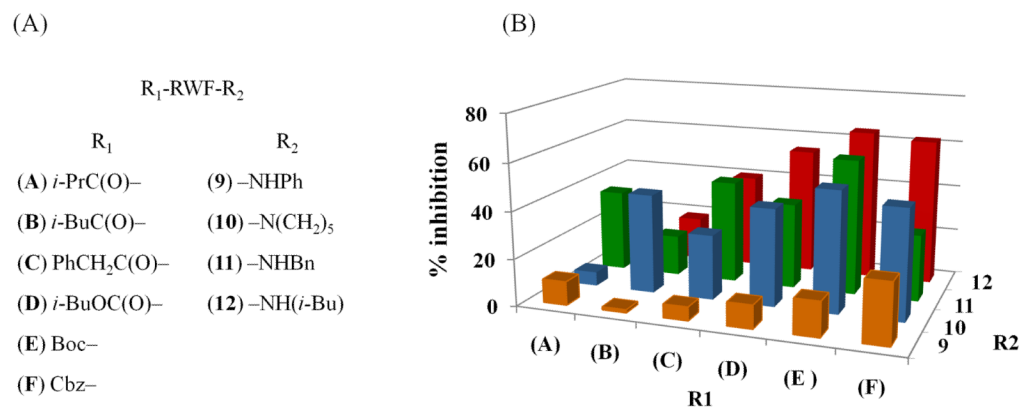 (A)
R₁-RWF-R₂
R₁ R₂
(A) i-PrC(O)– (9) –NHPh
(B) i-BuC(O)– (10) –N(CH₂)₅
(C) PhCH₂C(O)– (11) –NHBn
(D) i-BuOC(O)– (12) –NH(i-Bu)
(E) Boc–
(F) Cbz–
(B)
% inhibition
80
60
40
20
0
(A) (B) (C) (D) (E ) (F)
R1
9
10
11
12
R2